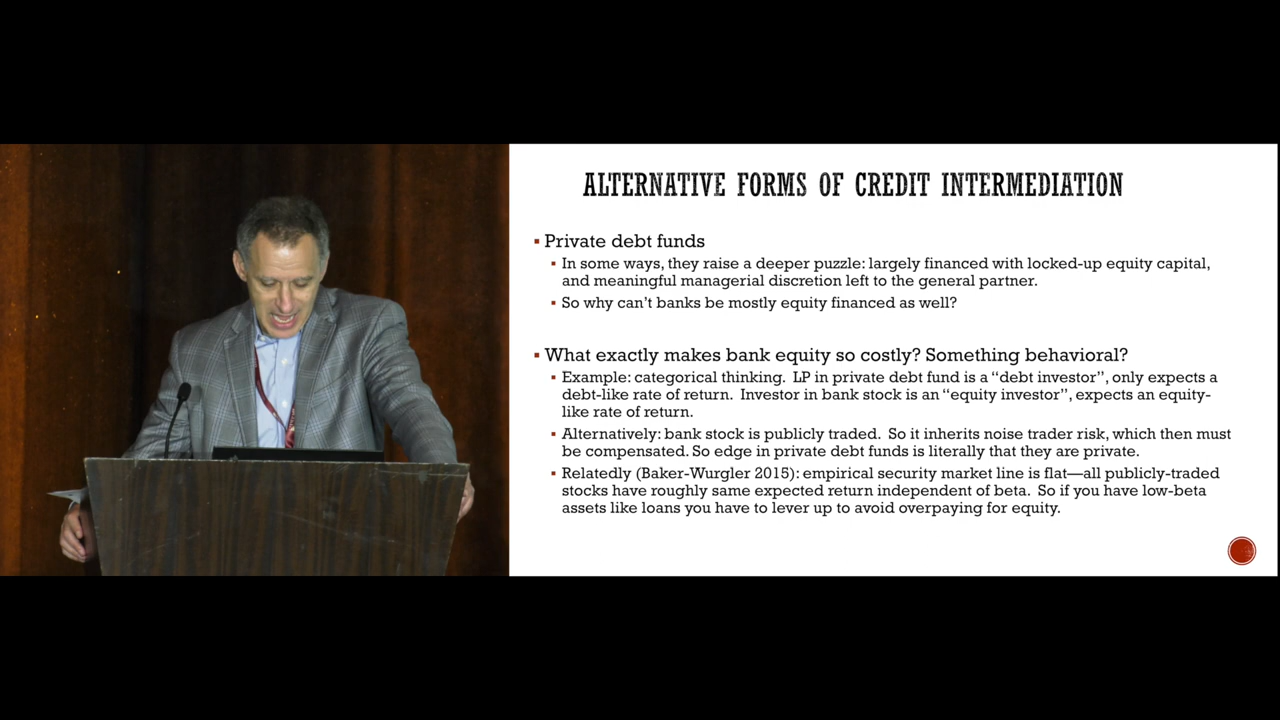 ALTERNATIVE FORMS OF CREDIT INTERMEDIATION
▪ Private debt funds
▪ In some ways, they raise a deeper puzzle: largely financed with locked-up equity capital,
and meaningful managerial discretion left to the general partner.
▪ So why can't banks be mostly equity financed as well?
▪ What exactly makes bank equity so costly? Something behavioral?
▪ Example: categorical thinking. LP in private debt fund is a “debt investor”, only expects a
debt-like rate of return. Investor in bank stock is an “equity investor”, expects an equity-
like rate of return.
▪ Alternatively: bank stock is publicly traded. So it inherits noise trader risk, which then must
be compensated. So edge in private debt funds is literally that they are private.
▪ Relatedly (Baker-Wurgler 2015): empirical security market line is flat—all publicly-traded
stocks have roughly same expected return independent of beta. So if you have low-beta
assets like loans you have to lever up to avoid overpaying for equity.